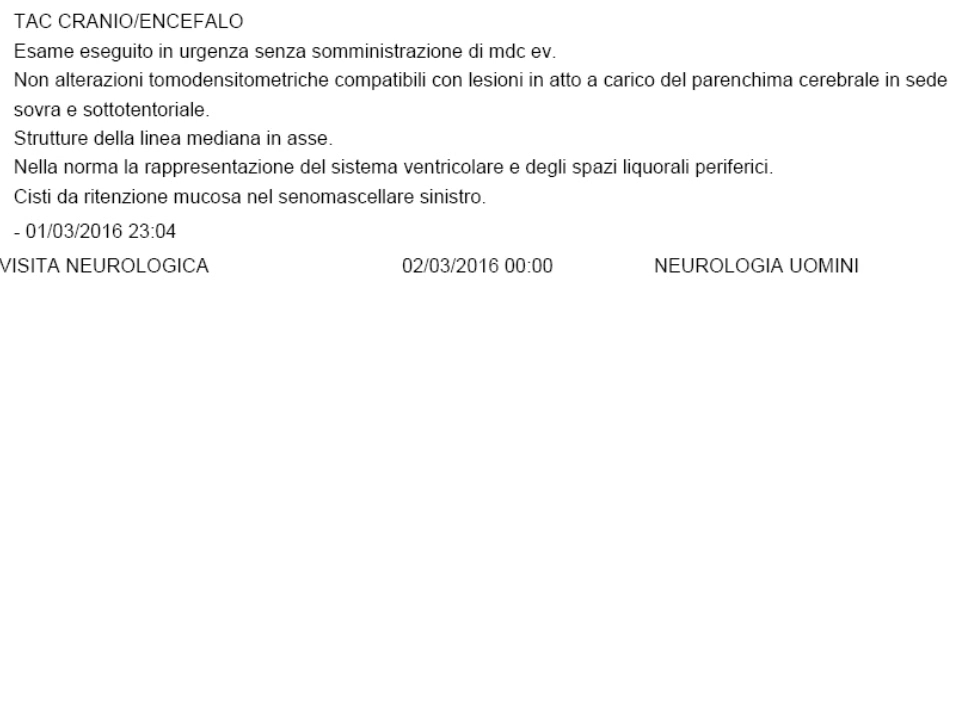 TAC CRANIO/ENCEFALO
Esame eseguito in urgenza senza somministrazione di mdc ev.
Non alterazioni tomodensitometriche compatibili con lesioni in atto a carico del parenchima cerebrale in sede
sovra e sottotentoriale.
Strutture della linea mediana in asse.
Nella norma la rappresentazione del sistema ventricolare e degli spazi liquorali periferici.
Cisti da ritenzione mucosa nel senomascellare sinistro.
- 01/03/2016 23:04
VISITA NEUROLOGICA 02/03/2016 00:00 NEUROLOGIA UOMINI